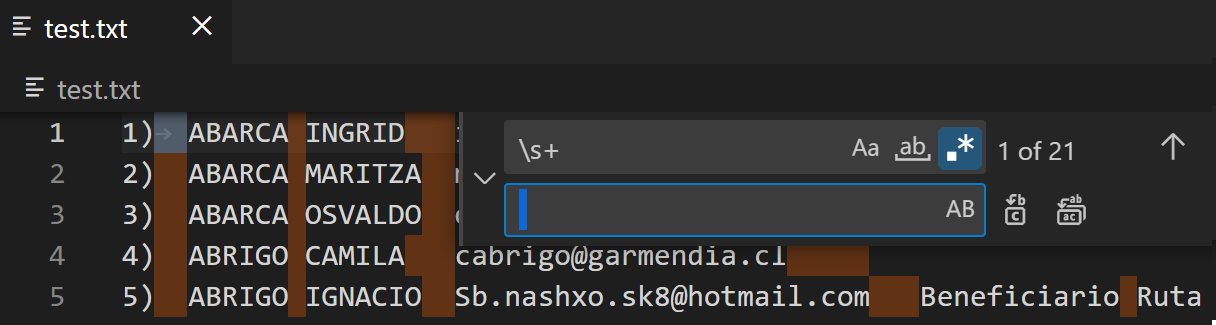 test.txt
test.txt
1 1)→ ABARCA INGRID
2 2) ABARCA MARITZA
3 3) ABARCA OSVALDO
4 4) ABRIGO CAMILA cabrigo@garmendia.cl
5 5) ABRIGO IGNACIO Sb.nashxo.sk8@hotmail.com Beneficiario Ruta
\s+ Aa ab .* 1 of 21
AB